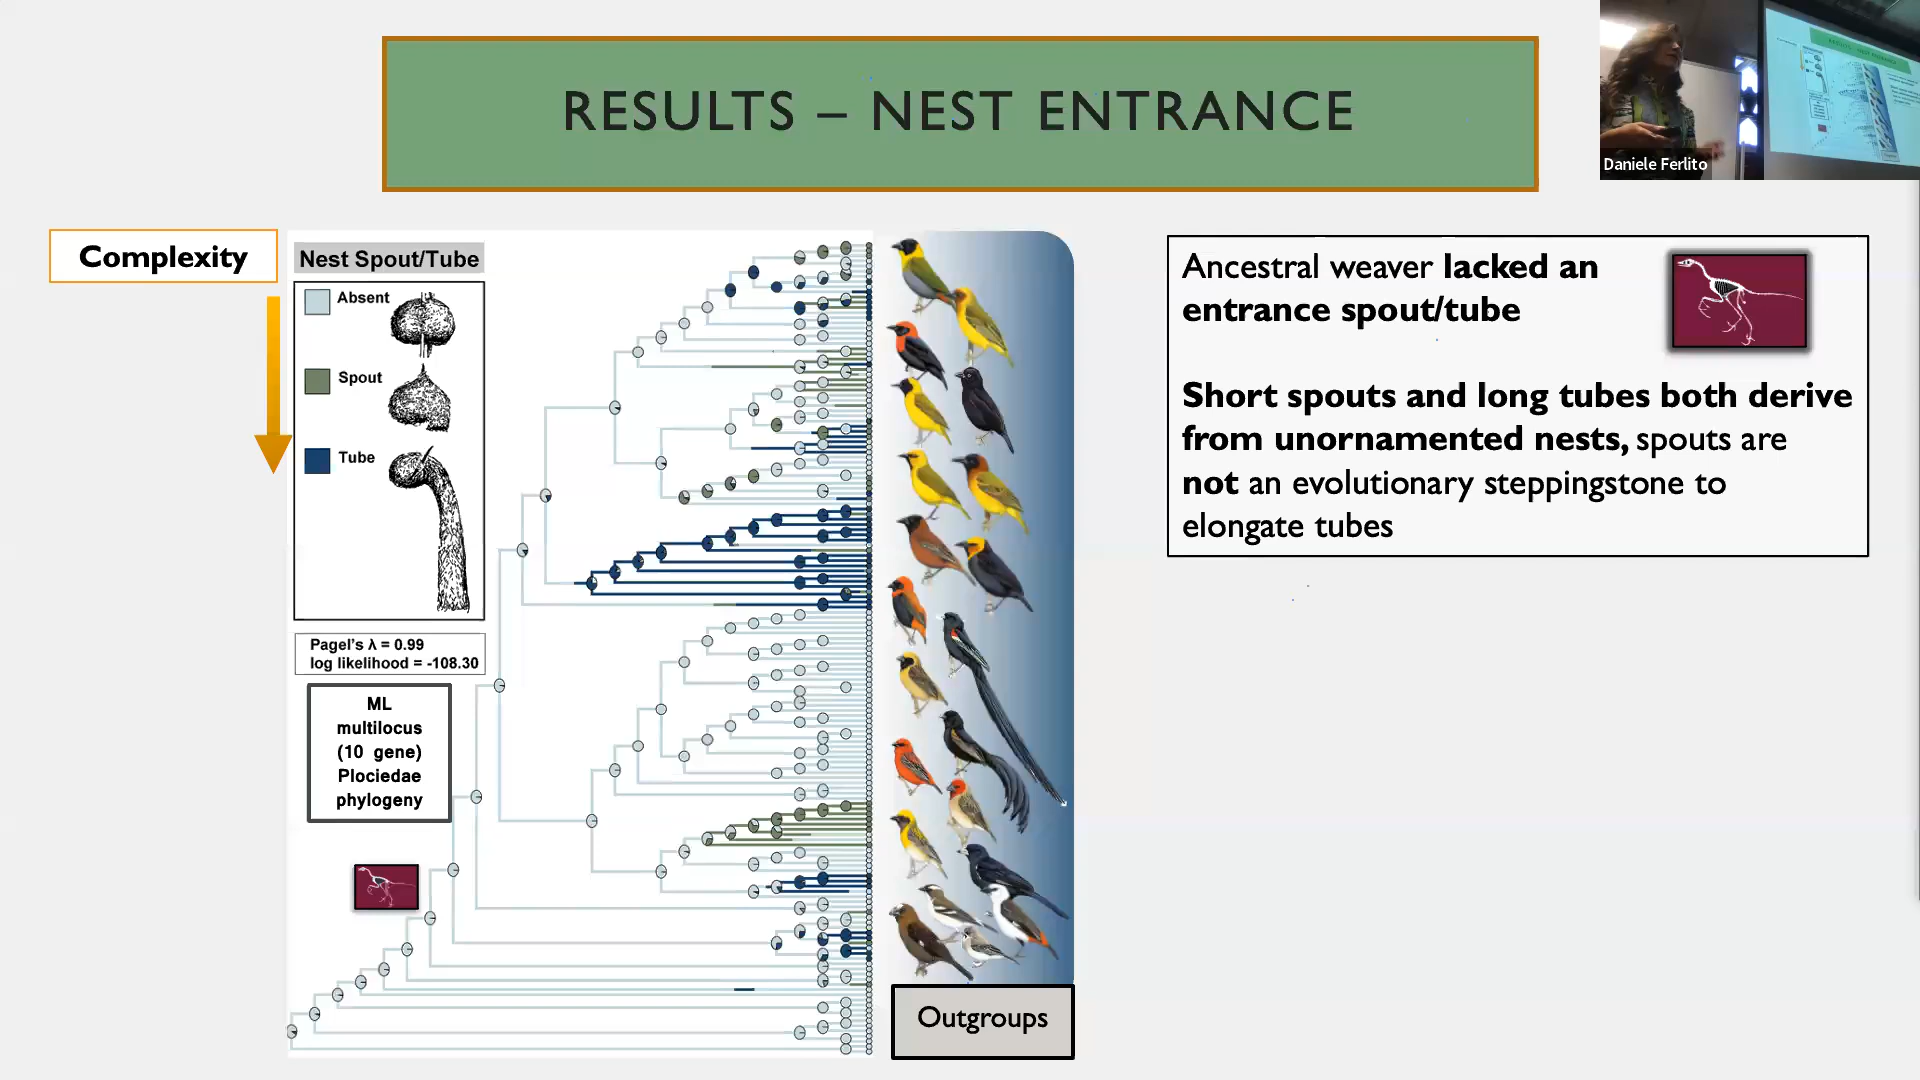 RESULTS – NEST ENTRANCE
Daniele Ferlito
Complexity
Nest Spout/Tube
Absent
Spout
Tube
Pagel's λ = 0.99
log likelihood = -108.30
ML
multilocus
(10 gene)
Plociedae
phylogeny
Outgroups
Ancestral weaver lacked an
entrance spout/tube
Short spouts and long tubes both derive
from unornamented nests, spouts are
not an evolutionary steppingstone to
elongate tubes